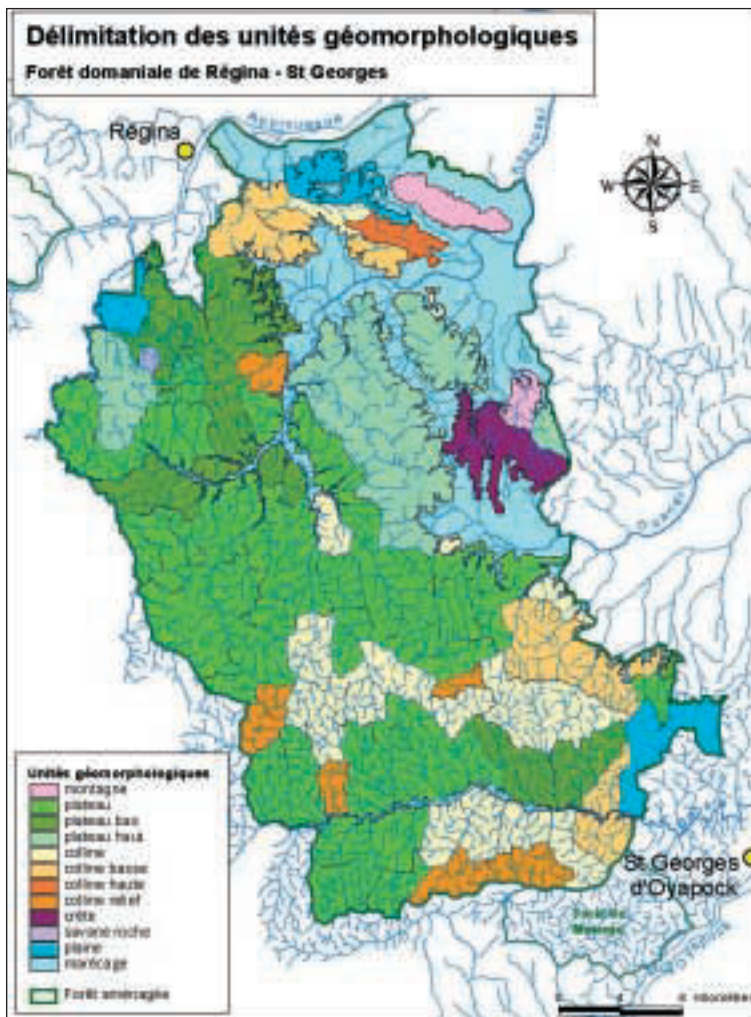 Délimitation des unités géomorphologiques
Forêt domaniale de Régina - St Georges
Régina
Approuague
N
W E
S
Unités géomorphologiques
montagne
plateau
plateau bas
plateau haut
colline
colline basse
colline haute
colline relief
crête
savane roche
plaine
marécage
Forêt aménagée
St Georges
d'Oyapock